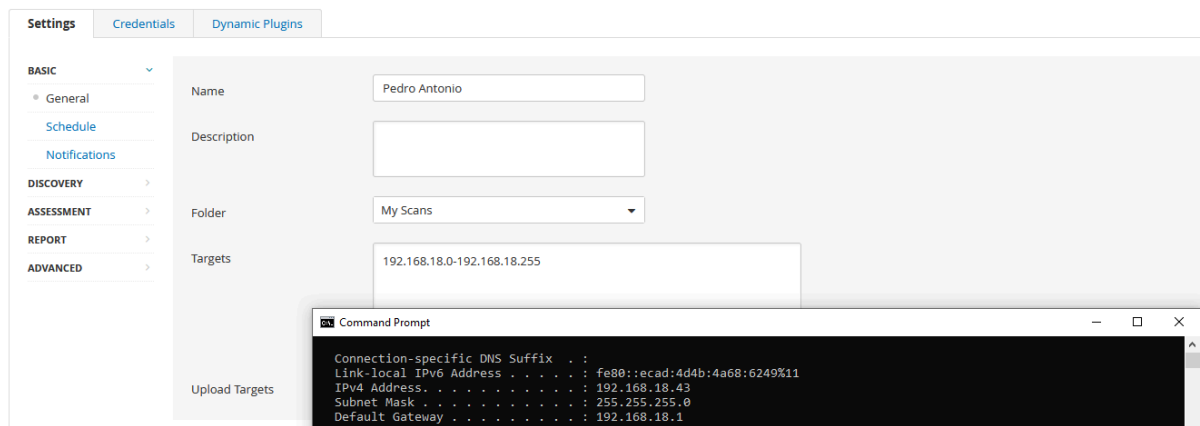 Settings
Credentials
Dynamic Plugins
BASIC
General
Schedule
Notifications
DISCOVERY
ASSESSMENT
REPORT
ADVANCED
Name
Pedro Antonio
Description
Folder
My Scans
Targets
192.168.18.0-192.168.18.255
Upload Targets
C:\.
Command Prompt
Connection-specific DNS Suffix . :
Link-local IPv6 Address . . . . . : fe80::ecad:4d4b:4a68:6249%11
IPv4 Address. . . . . . . . . . . : 192.168.18.43
Subnet Mask . . . . . . . . . . . : 255.255.255.0
Default Gateway . . . . . . . . . : 192.168.18.1